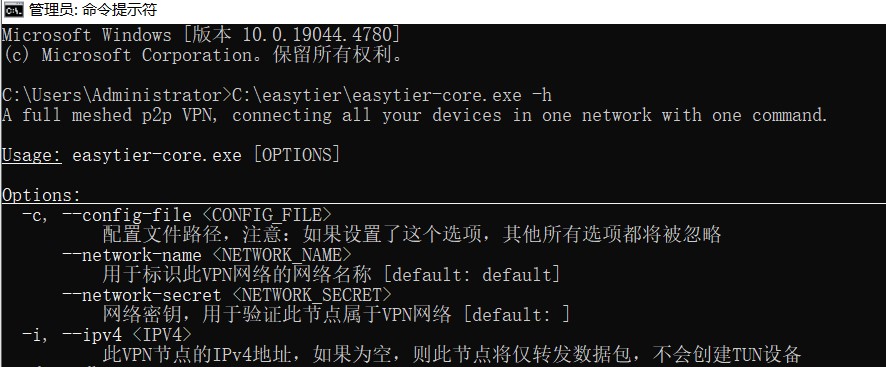 管理员: 命令提示符
Microsoft Windows [版本 10.0.19044.4780]
(c) Microsoft Corporation。保留所有权利。
C:\Users\Administrator>C:\easytier\easytier-core.exe -h
A full meshed p2p VPN, connecting all your devices in one network with one command.
Usage: easytier-core.exe [OPTIONS]
Options:
-c, --config-file <CONFIG_FILE>
配置文件路径，注意：如果设置了这个选项，其他所有选项都将被忽略
--network-name <NETWORK_NAME>
用于标识此VPN网络的网络名称 [default: default]
--network-secret <NETWORK_SECRET>
网络密钥，用于验证此节点属于VPN网络 [default: ]
-i, --ipv4 <IPV4>
此VPN节点的IPv4地址，如果为空，则此节点将仅转发数据包，不会创建TUN设备